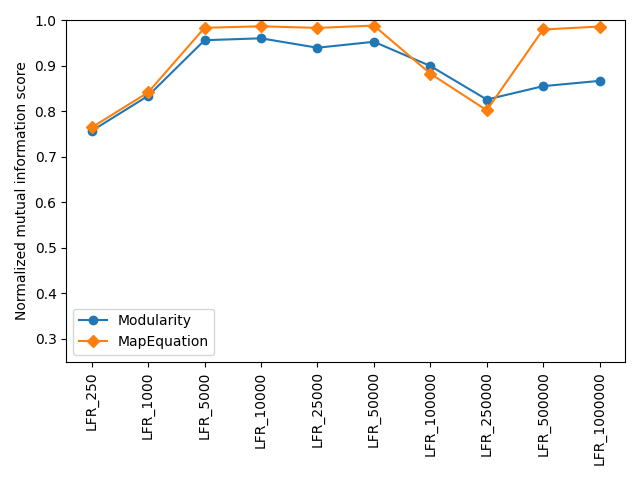 Normalized mutual information score
1.0
0.9
0.8
0.7
0.6
0.5
0.4
0.3
Modularity
MapEquation
LFR_250
LFR_1000
LFR_5000
LFR_10000
LFR_25000
LFR_50000
LFR_100000
LFR_250000
LFR_500000
LFR_1000000